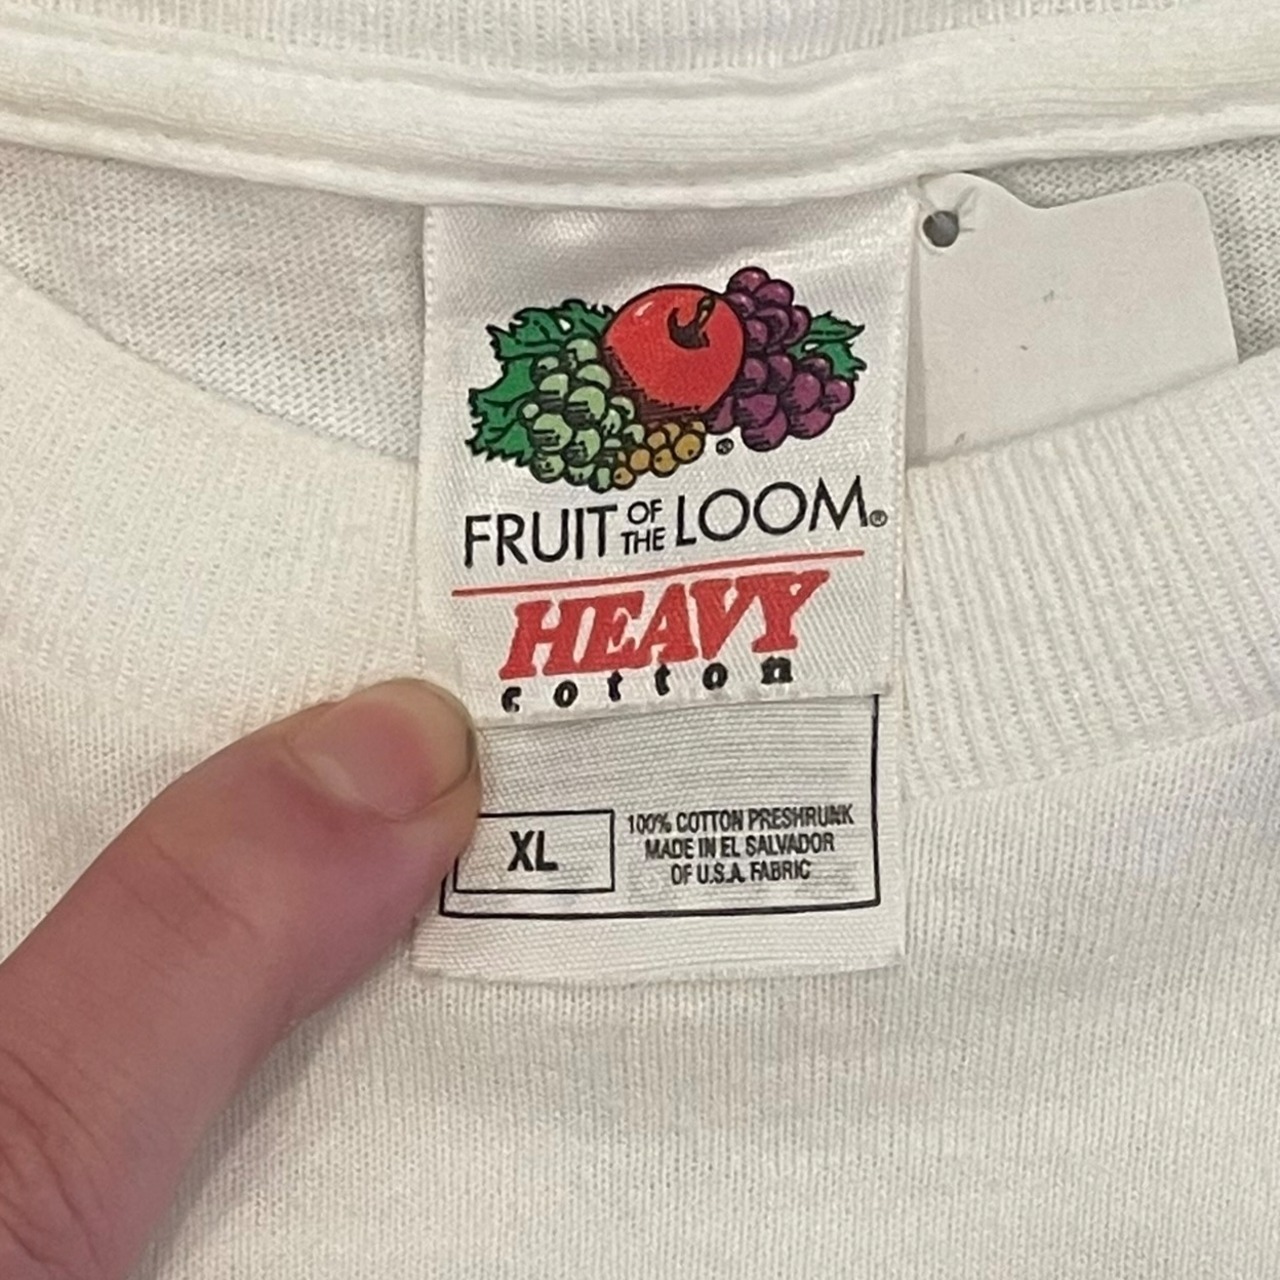 FRUIT OF THE LOOM®
HEAVY
cotton
XL
100% COTTON PRESHRUNK
MADE IN EL SALVADOR
OF U.S.A. FABRIC